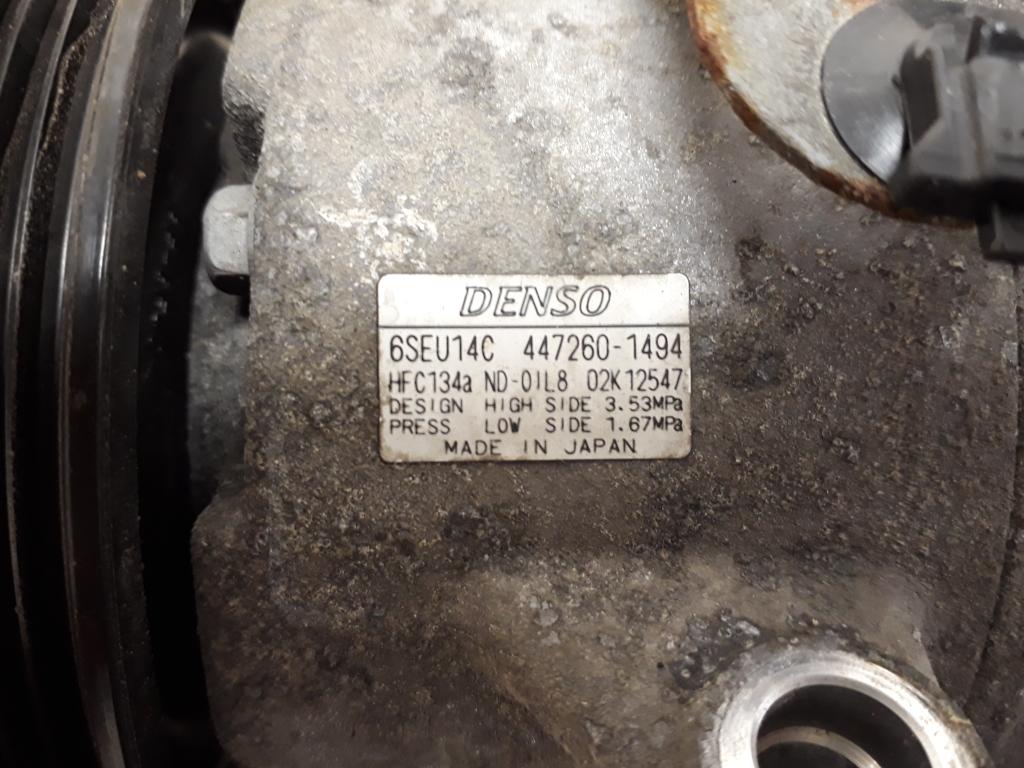 DENSO
6SEU14C 447260-1494
HFC134a ND-OIL8 02K12547
DESIGN HIGH SIDE 3.53MPa
PRESS LOW SIDE 1.67MPa
MADE IN JAPAN